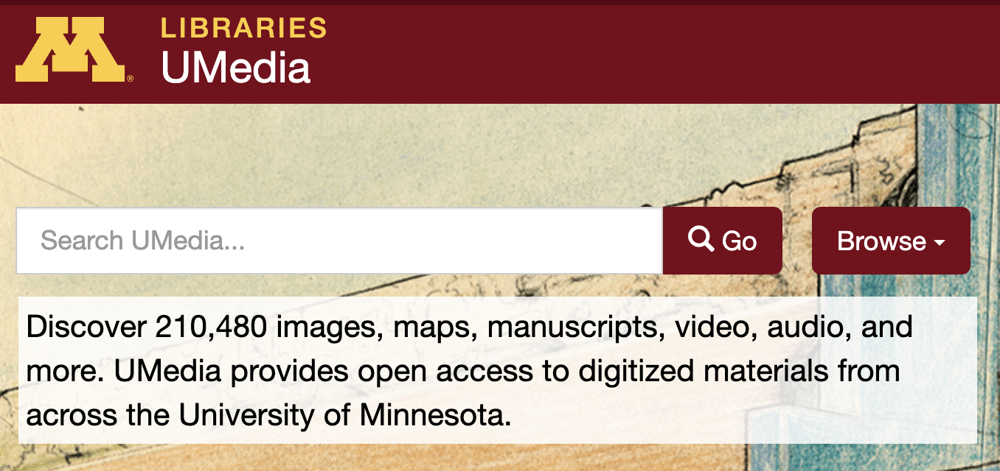 M®
LIBRARIES
UMedia
Search UMedia...
Go
Browse
Discover 210,480 images, maps, manuscripts, video, audio, and
more. UMedia provides open access to digitized materials from
across the University of Minnesota.